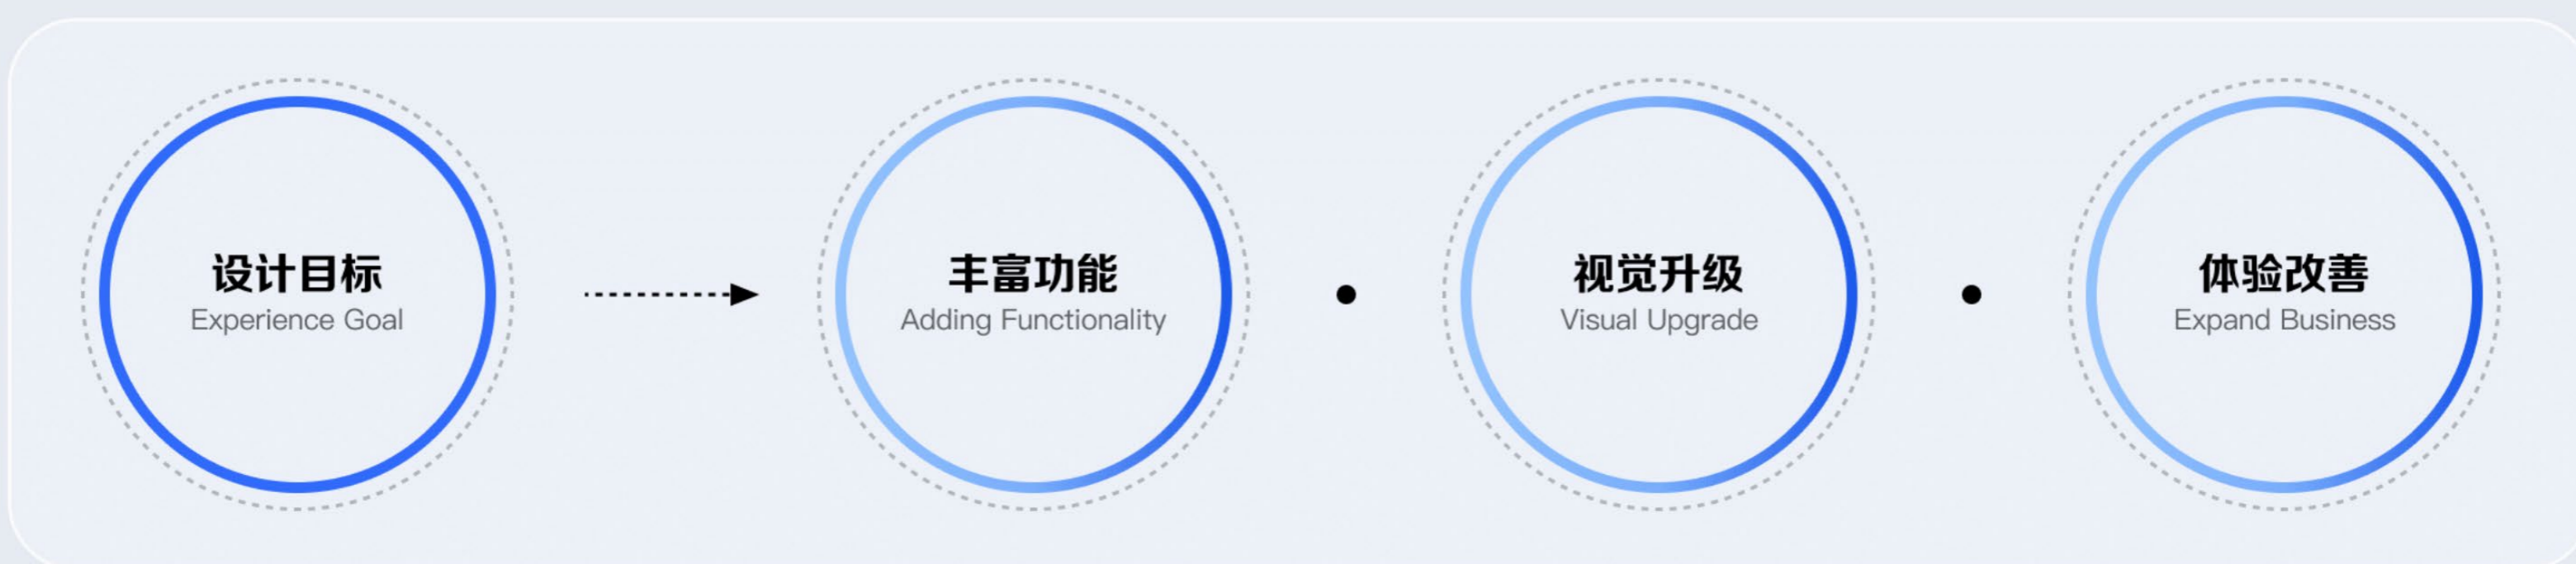 设计目标
Experience Goal
丰富功能
Adding Functionality
视觉升级
Visual Upgrade
体验改善
Expand Business